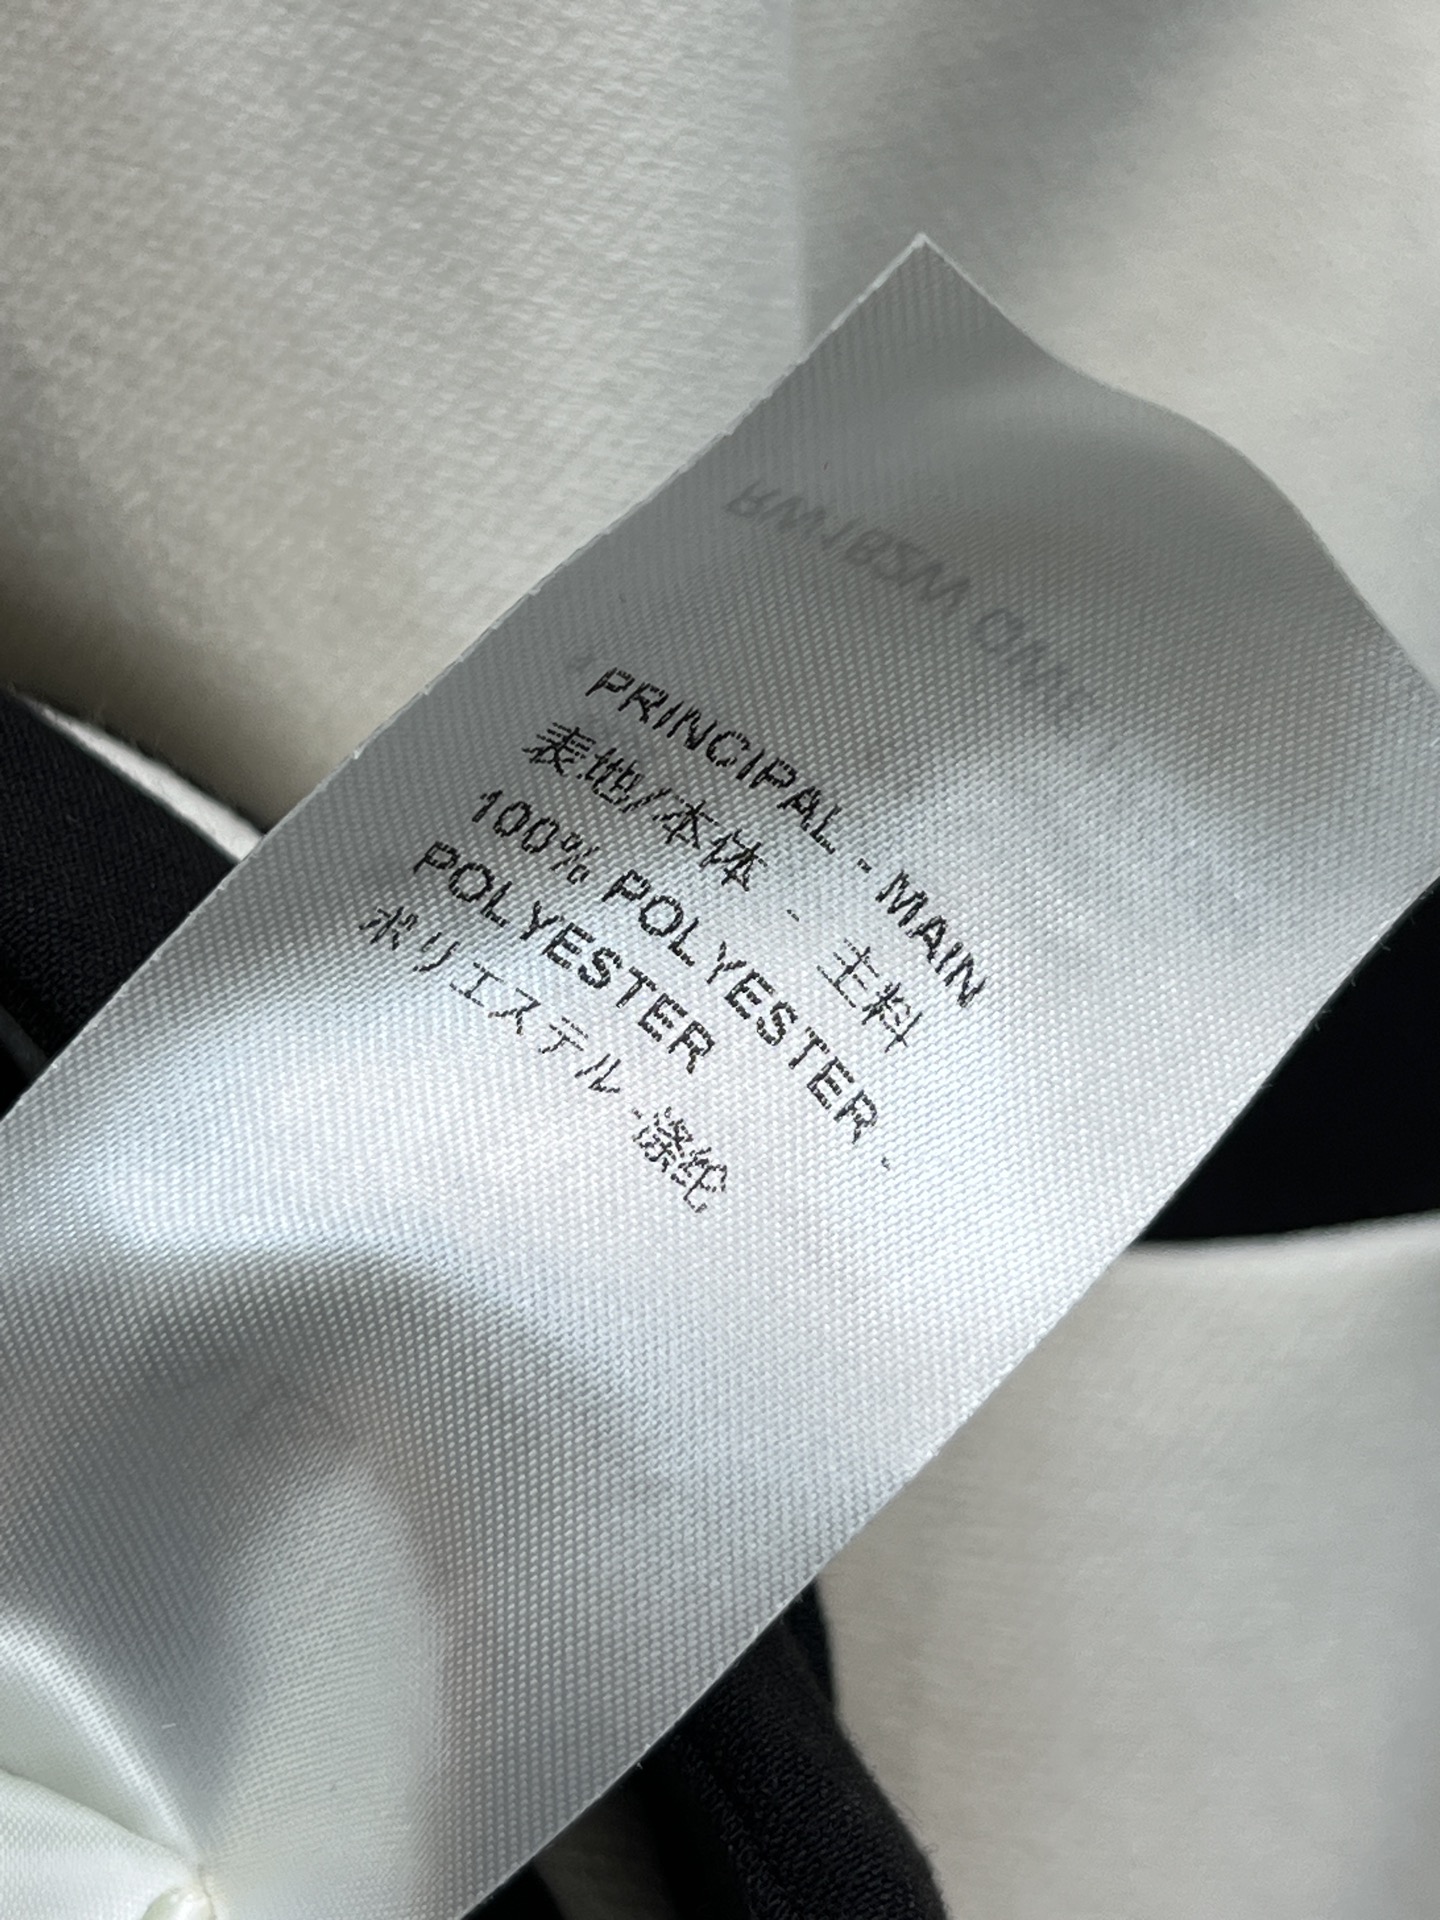 PRINCIPAL - MAIN
表地/本体 - 主料
100% POLYESTER -
POLYESTER
ポリエステル -涤纶